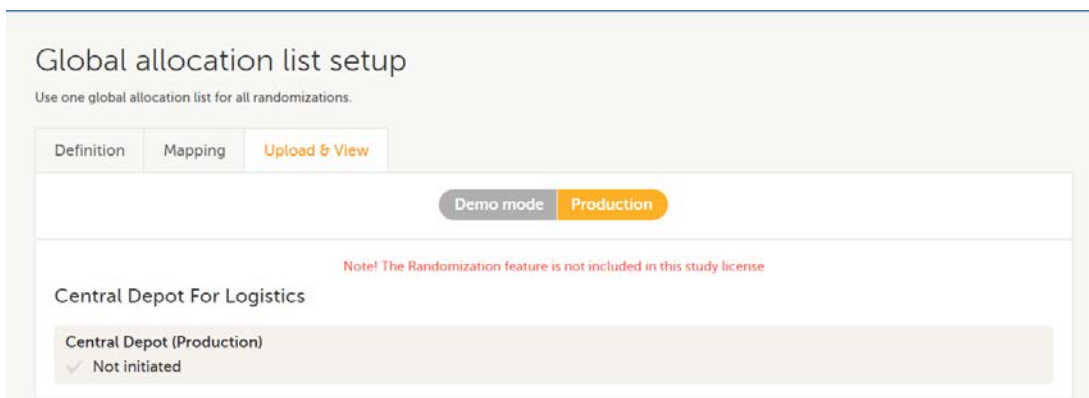 Global allocation list setup
Use one global allocation list for all randomizations.
Definition Mapping Upload & View
Demo mode Production
Note! The Randomization feature is not included in this study license
Central Depot For Logistics
Central Depot (Production)
Not initiated